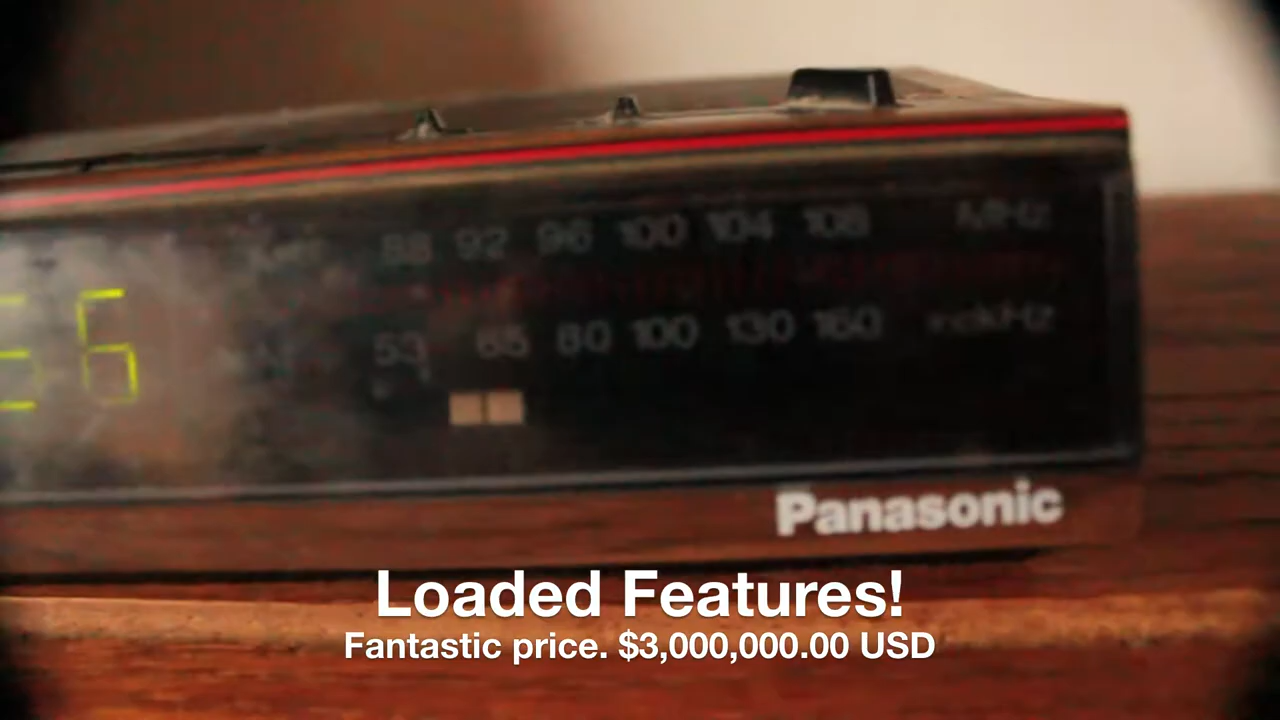 88 92 96 100 104 108 MHz
56
53 65 80 100 130 160 kHz
Panasonic
Loaded Features!
Fantastic price. $3,000,000.00 USD